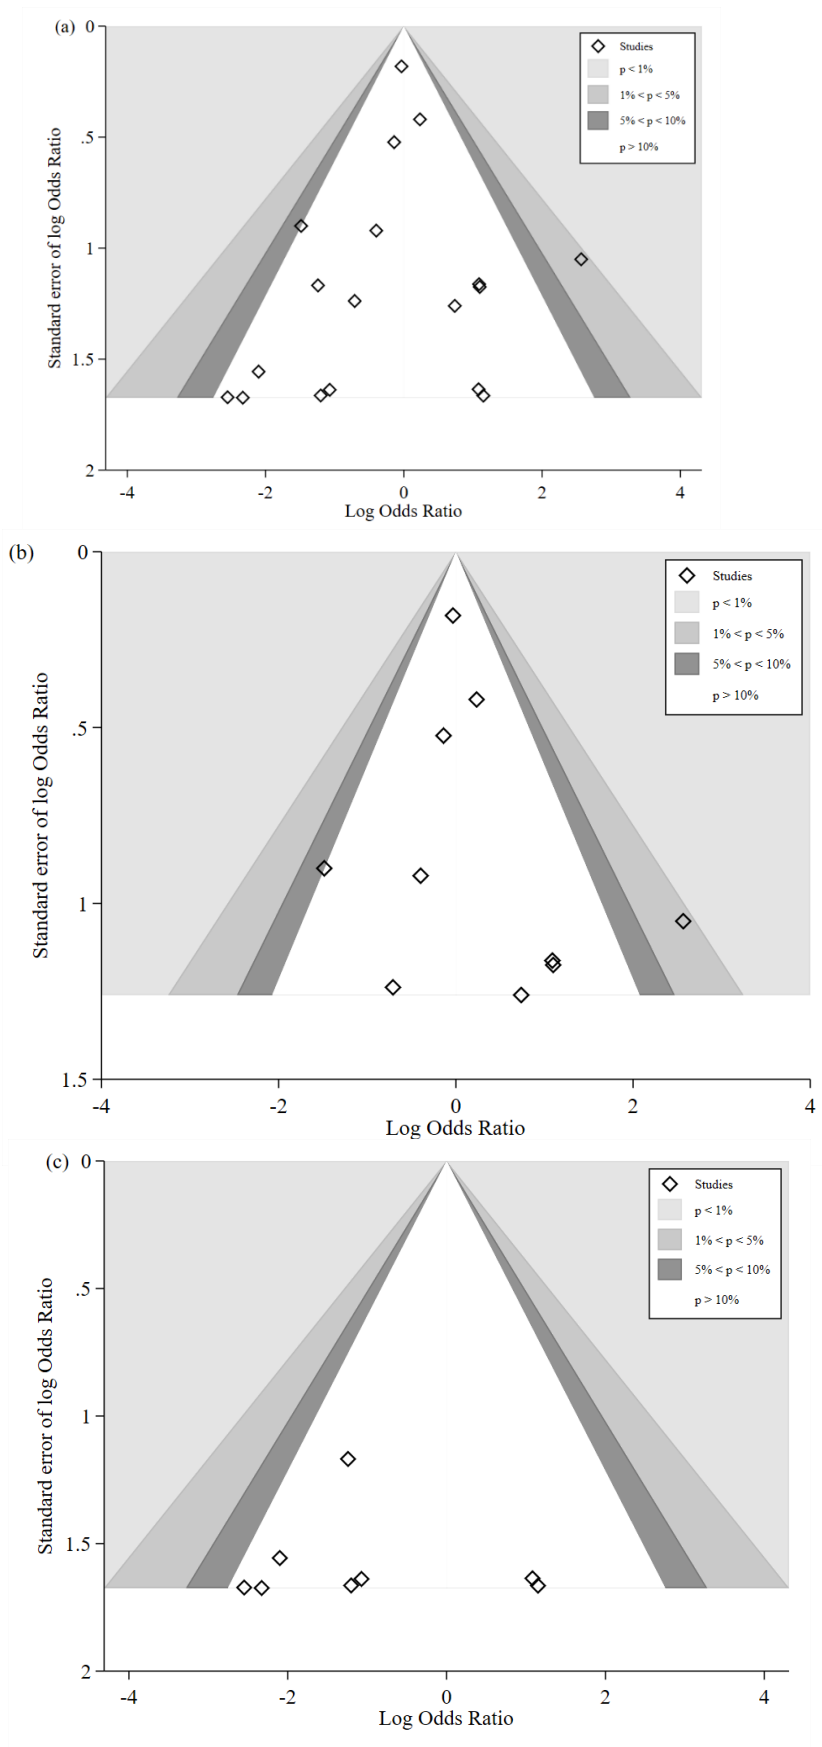 (a)
0
.5
1
1.5
2
Standard error of log Odds Ratio
Studies
p < 1%
1% < p < 5%
5% < p < 10%
p > 10%
-4 -2 0 2 4
Log Odds Ratio
(b)
0
.5
1
1.5
Standard error of log Odds Ratio
Studies
p < 1%
1% < p < 5%
5% < p < 10%
p > 10%
-4 -2 0 2 4
Log Odds Ratio
(c)
0
.5
1
1.5
2
Standard error of log Odds Ratio
Studies
p < 1%
1% < p < 5%
5% < p < 10%
p > 10%
-4 -2 0 2 4
Log Odds Ratio